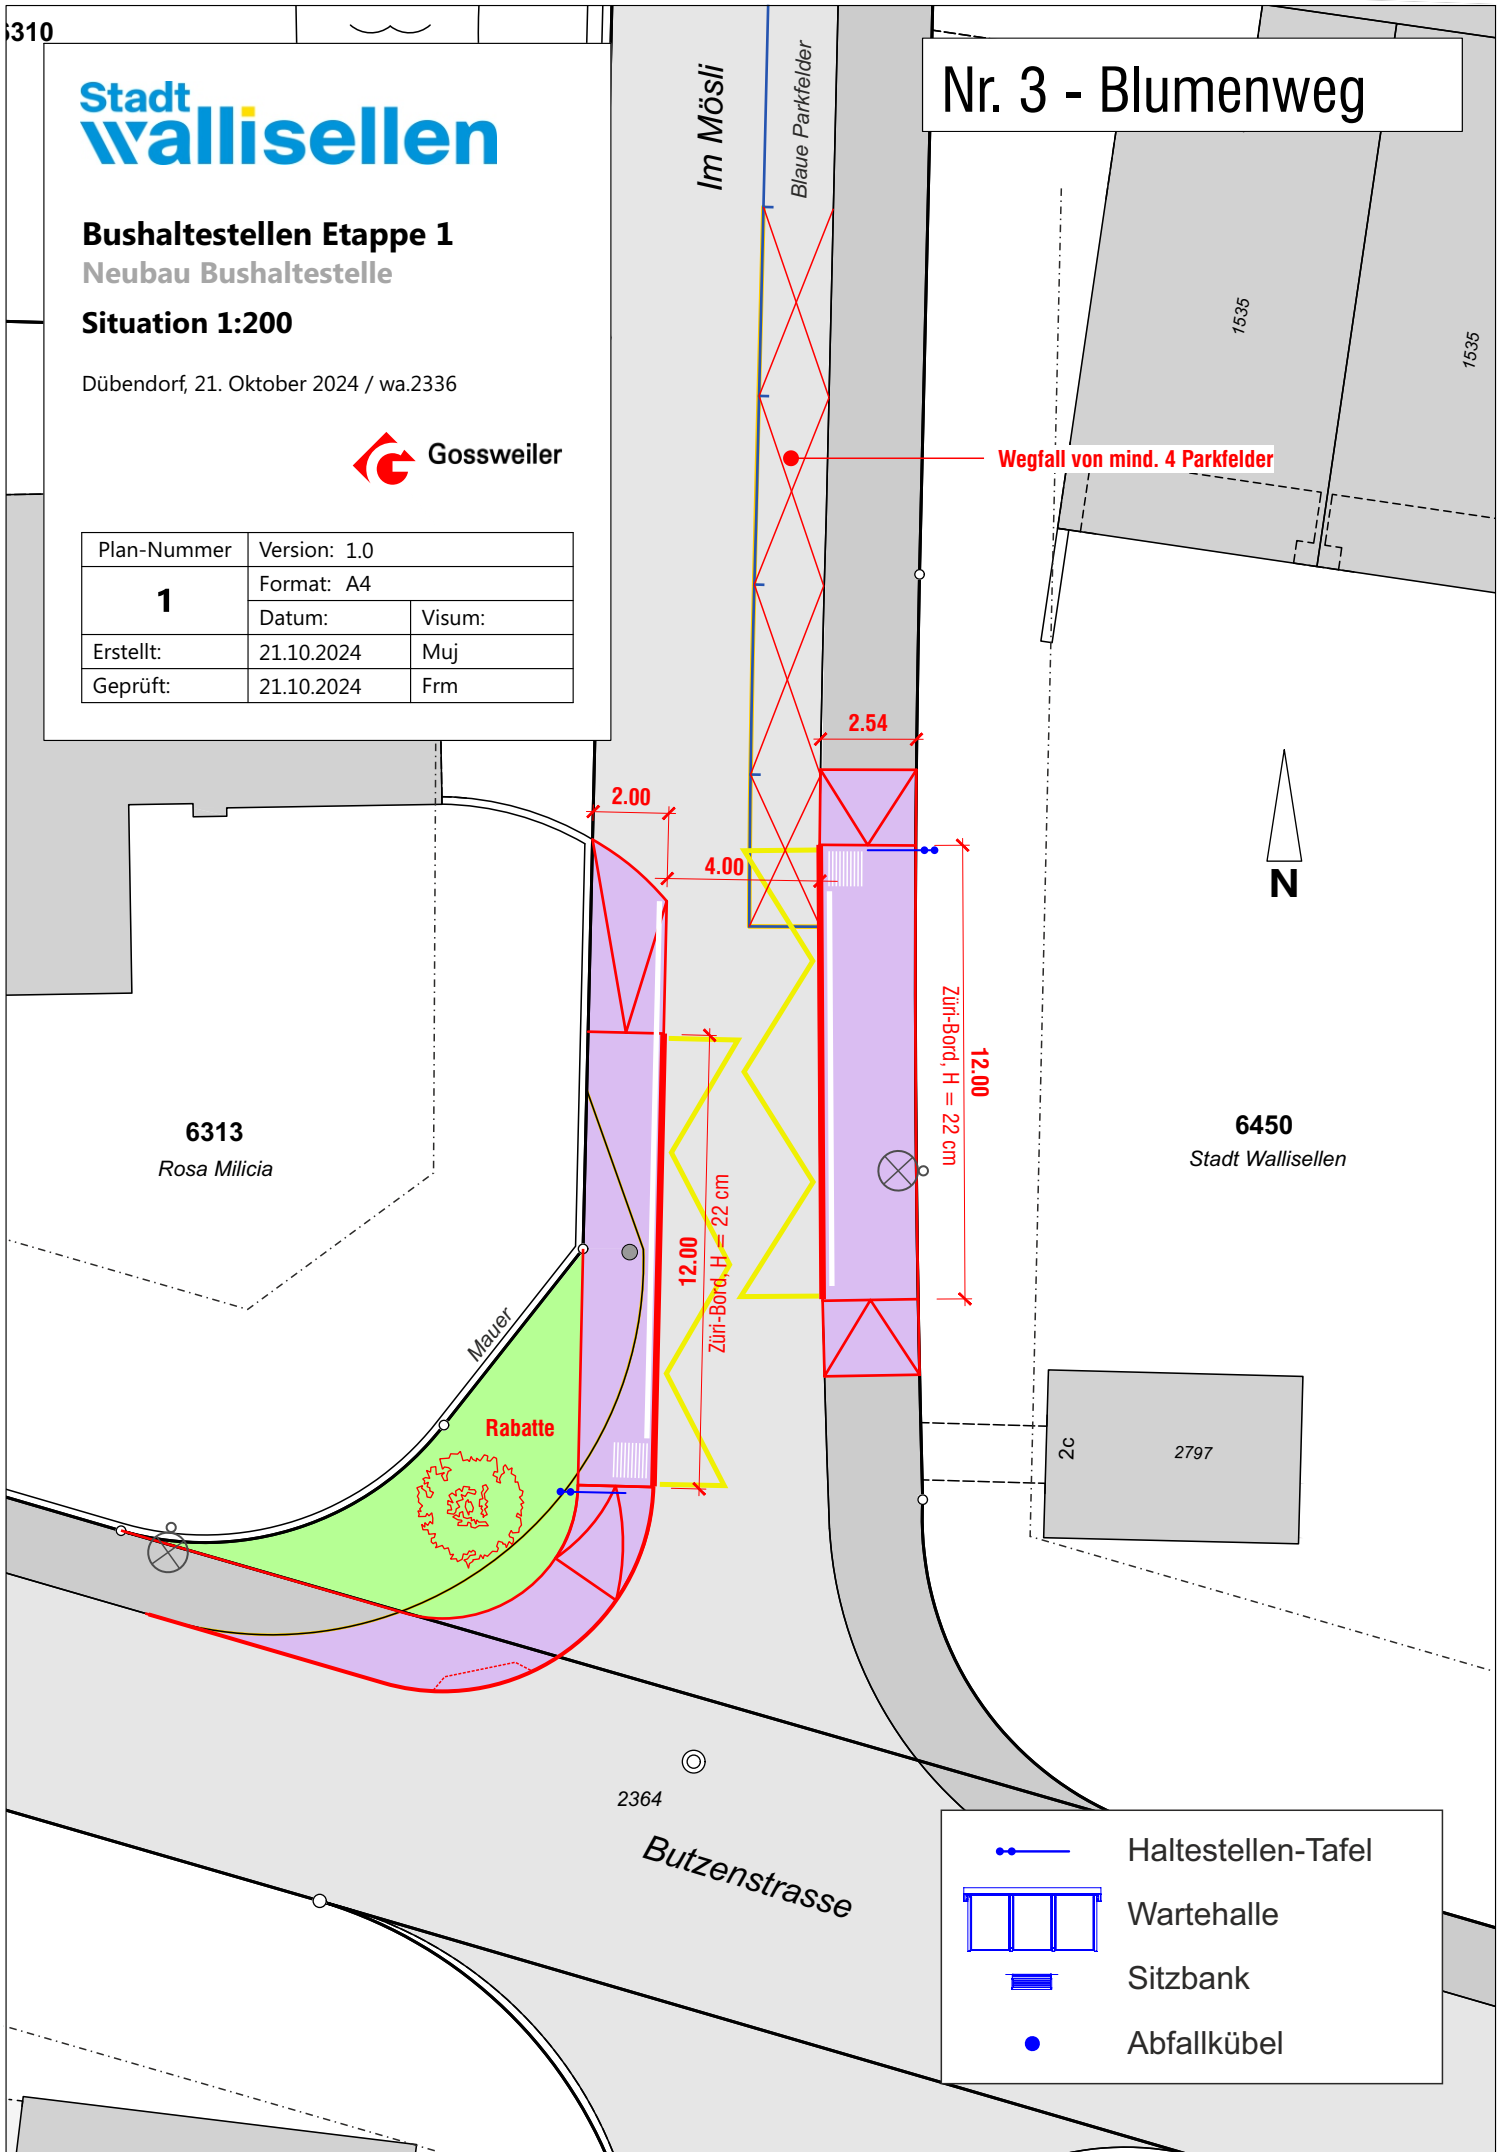 6310
Stadt
wallisellen
Bushaltestellen Etappe 1
Neubau Bushaltestelle
Situation 1:200
Dübendorf, 21. Oktober 2024 / wa.2336
Gossweiler
Plan-Nummer
Version: 1.0
1
Format: A4
Datum:
Visum:
Erstellt:
21.10.2024
Muj
Geprüft:
21.10.2024
Frm
Im Mösli
Blaue Parkfelder
Nr. 3 - Blumenweg
1535
1535
Wegfall von mind. 4 Parkfelder
2.54
2.00
4.00
N
12.00
Züri-Bord, H = 22 cm
6313
Rosa Milicia
6450
Stadt Wallisellen
12.00
Züri-Bord, H = 22 cm
Mauer
Rabatte
2c
2797
2364
Butzenstrasse
Haltestellen-Tafel
Wartehalle
Sitzbank
Abfallkübel